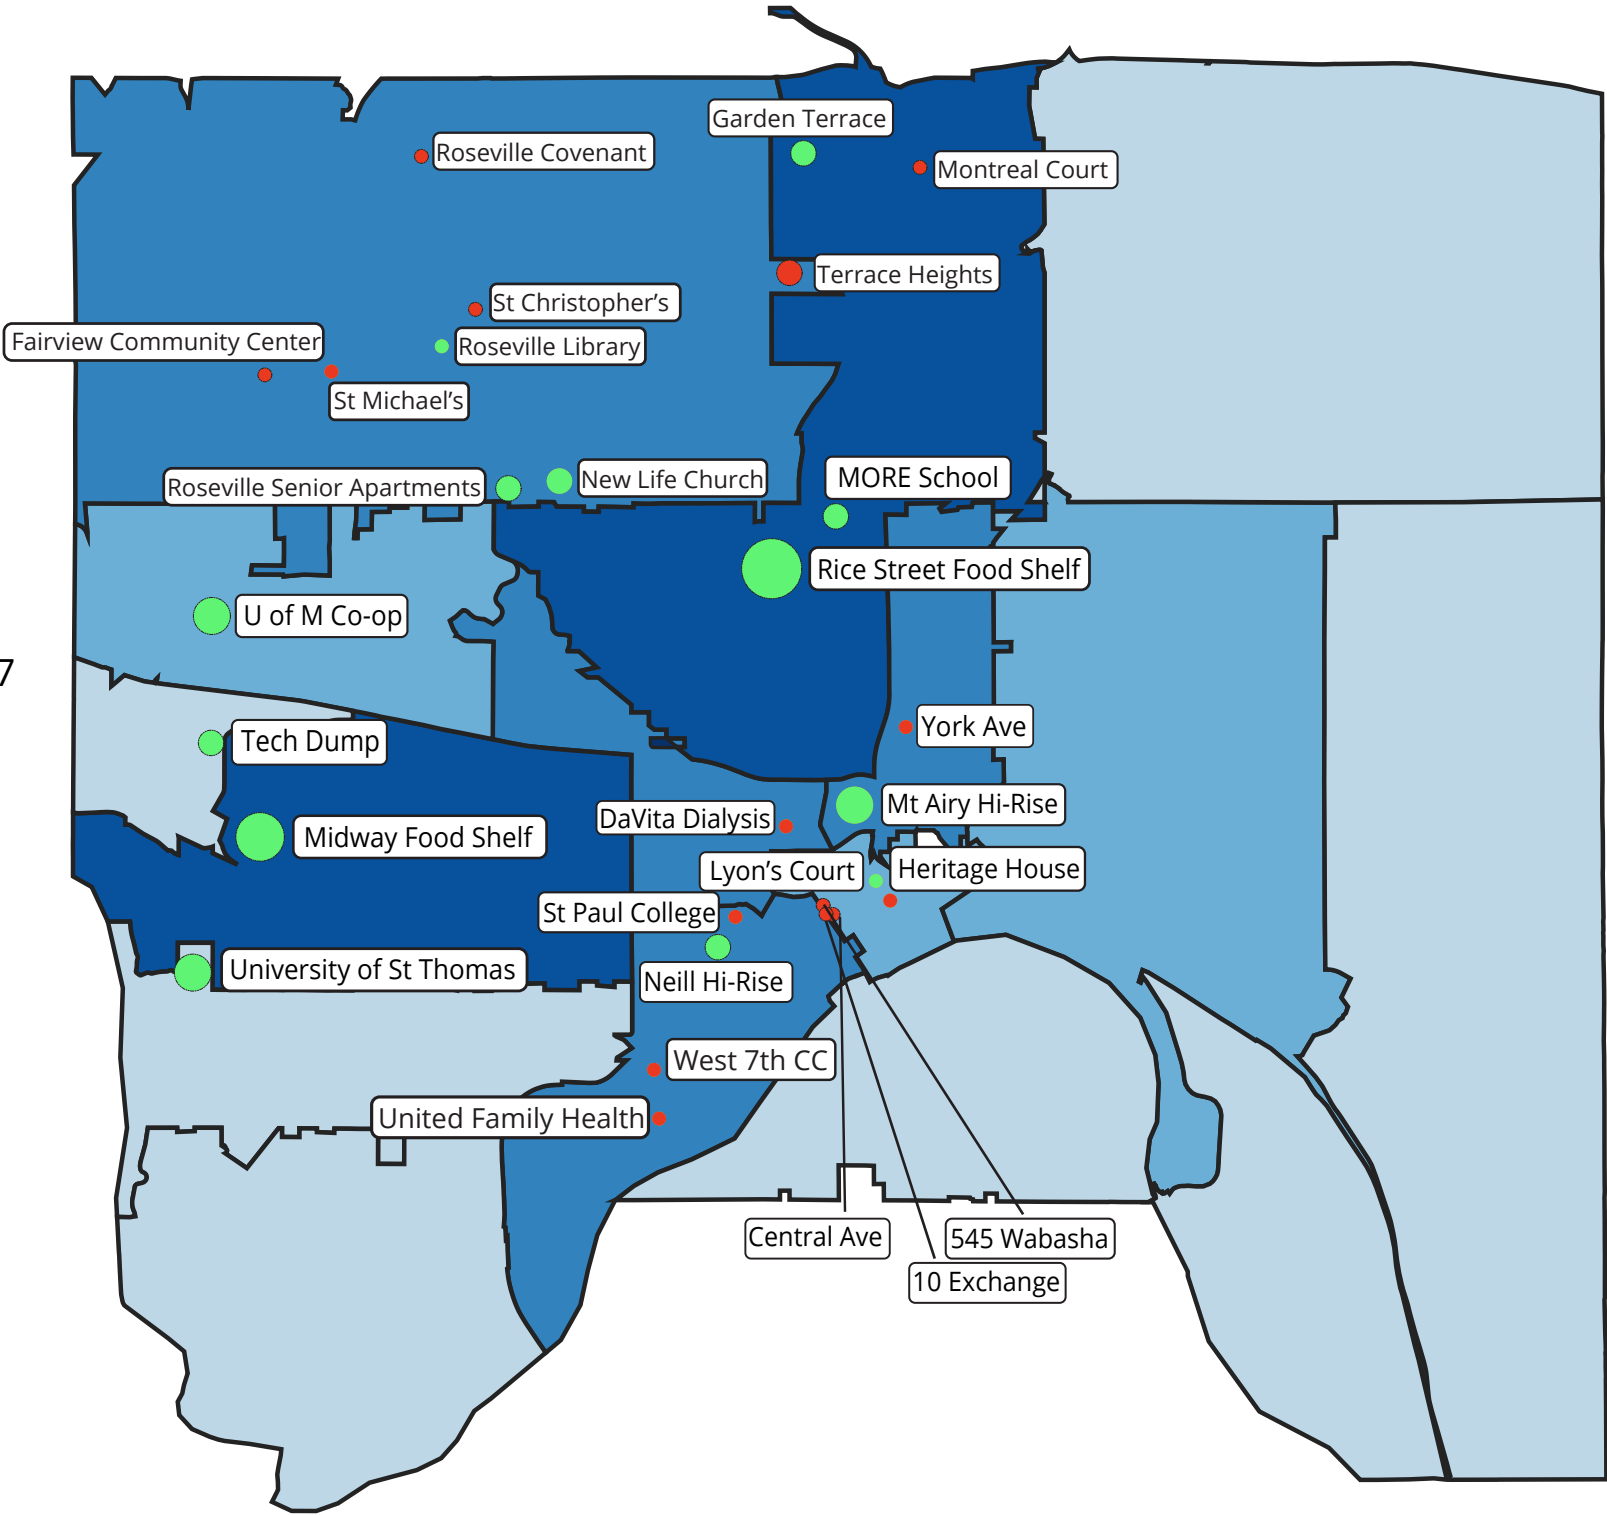 Garden Terrace
Roseville Covenant
Montreal Court
Terrace Heights
St Christopher's
Fairview Community Center
Roseville Library
St Michael's
Roseville Senior Apartments
New Life Church
MORE School
Rice Street Food Shelf
U of M Co-op
7
York Ave
Tech Dump
Mt Airy Hi-Rise
DaVita Dialysis
Midway Food Shelf
Lyon's Court
Heritage House
St Paul College
University of St Thomas
Neill Hi-Rise
West 7th CC
United Family Health
Central Ave
545 Wabasha
10 Exchange